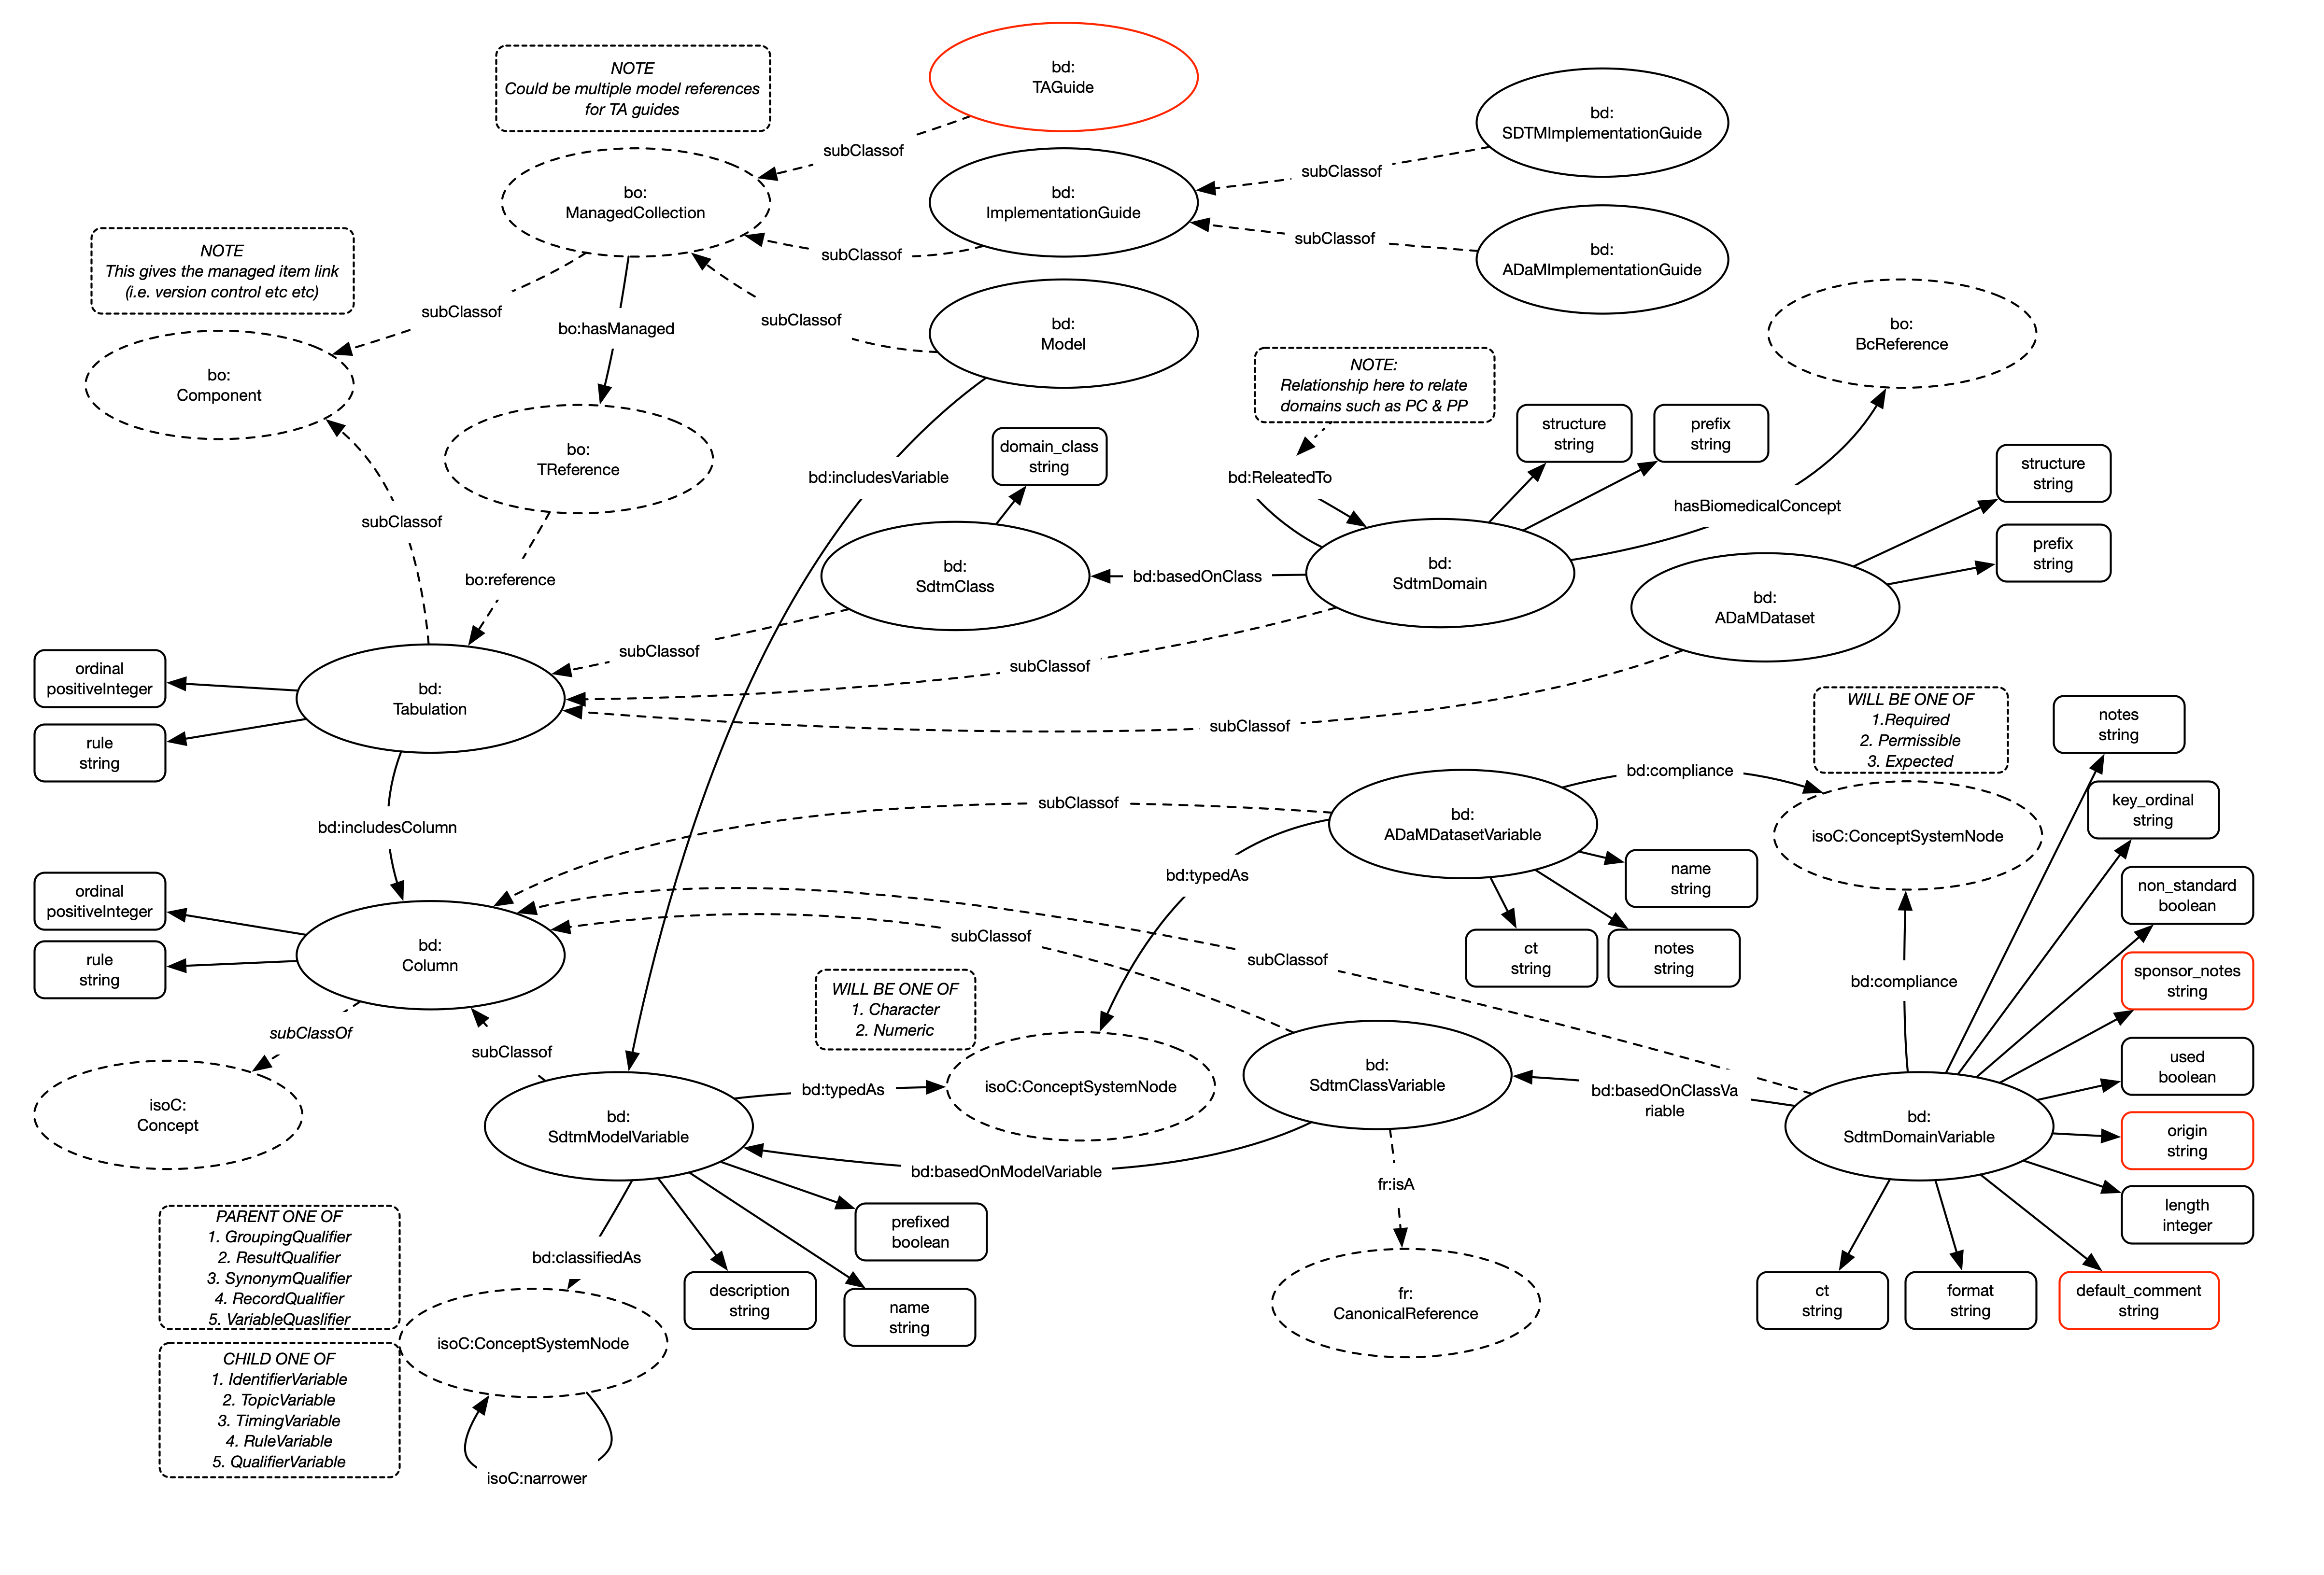 bd:
TAGuide
NOTE
Could be multiple model references
for TA guides
bd:
SDTMImplementationGuide
subClassof
subClassof
bo:
ManagedCollection
bd:
ImplementationGuide
NOTE
This gives the managed item link
(i.e. version control etc etc)
subClassof
subClassof
bd:
ADaMImplementationGuide
subClassof
bo:hasManaged
subClassof
bd:
Model
bo:
BcReference
NOTE:
Relationship here to relate
domains such as PC & PP
bo:
Component
bo:
TReference
domain_class
string
structure
string
prefix
string
bd:includesVariable
bd:ReleatedTo
structure
string
hasBiomedicalConcept
subClassof
prefix
string
bo:reference
bd:
SdtmClass
bd:basedOnClass
bd:
SdtmDomain
bd:
ADaMDataset
subClassof
subClassof
ordinal
positiveInteger
bd:
Tabulation
subClassof
rule
string
WILL BE ONE OF
1.Required
2. Permissible
3. Expected
notes
string
bd:compliance
subClassof
bd:includesColumn
bd:
ADaMDatasetVariable
isoC:ConceptSystemNode
key_ordinal
string
bd:typedAs
name
string
non_standard
boolean
ordinal
positiveInteger
bd:
Column
subClassof
subClassof
ct
string
notes
string
rule
string
bd:compliance
sponsor_notes
string
WILL BE ONE OF
1. Character
2. Numeric
subClassOf
subClassof
used
boolean
isoC:
Concept
bd:
SdtmModelVariable
bd:typedAs
isoC:ConceptSystemNode
bd:
SdtmClassVariable
bd:basedOnClassVa
riable
bd:
SdtmDomainVariable
origin
string
bd:basedOnModelVariable
fr:isA
length
integer
PARENT ONE OF
1. GroupingQualifier
2. ResultQualifier
3. SynonymQualifier
4. RecordQualifier
5. VariableQuaslifier
bd:classifiedAs
prefixed
boolean
description
string
name
string
fr:
CanonicalReference
ct
string
format
string
default_comment
string
isoC:ConceptSystemNode
CHILD ONE OF
1. IdentifierVariable
2. TopicVariable
3. TimingVariable
4. RuleVariable
5. QualifierVariable
isoC:narrower